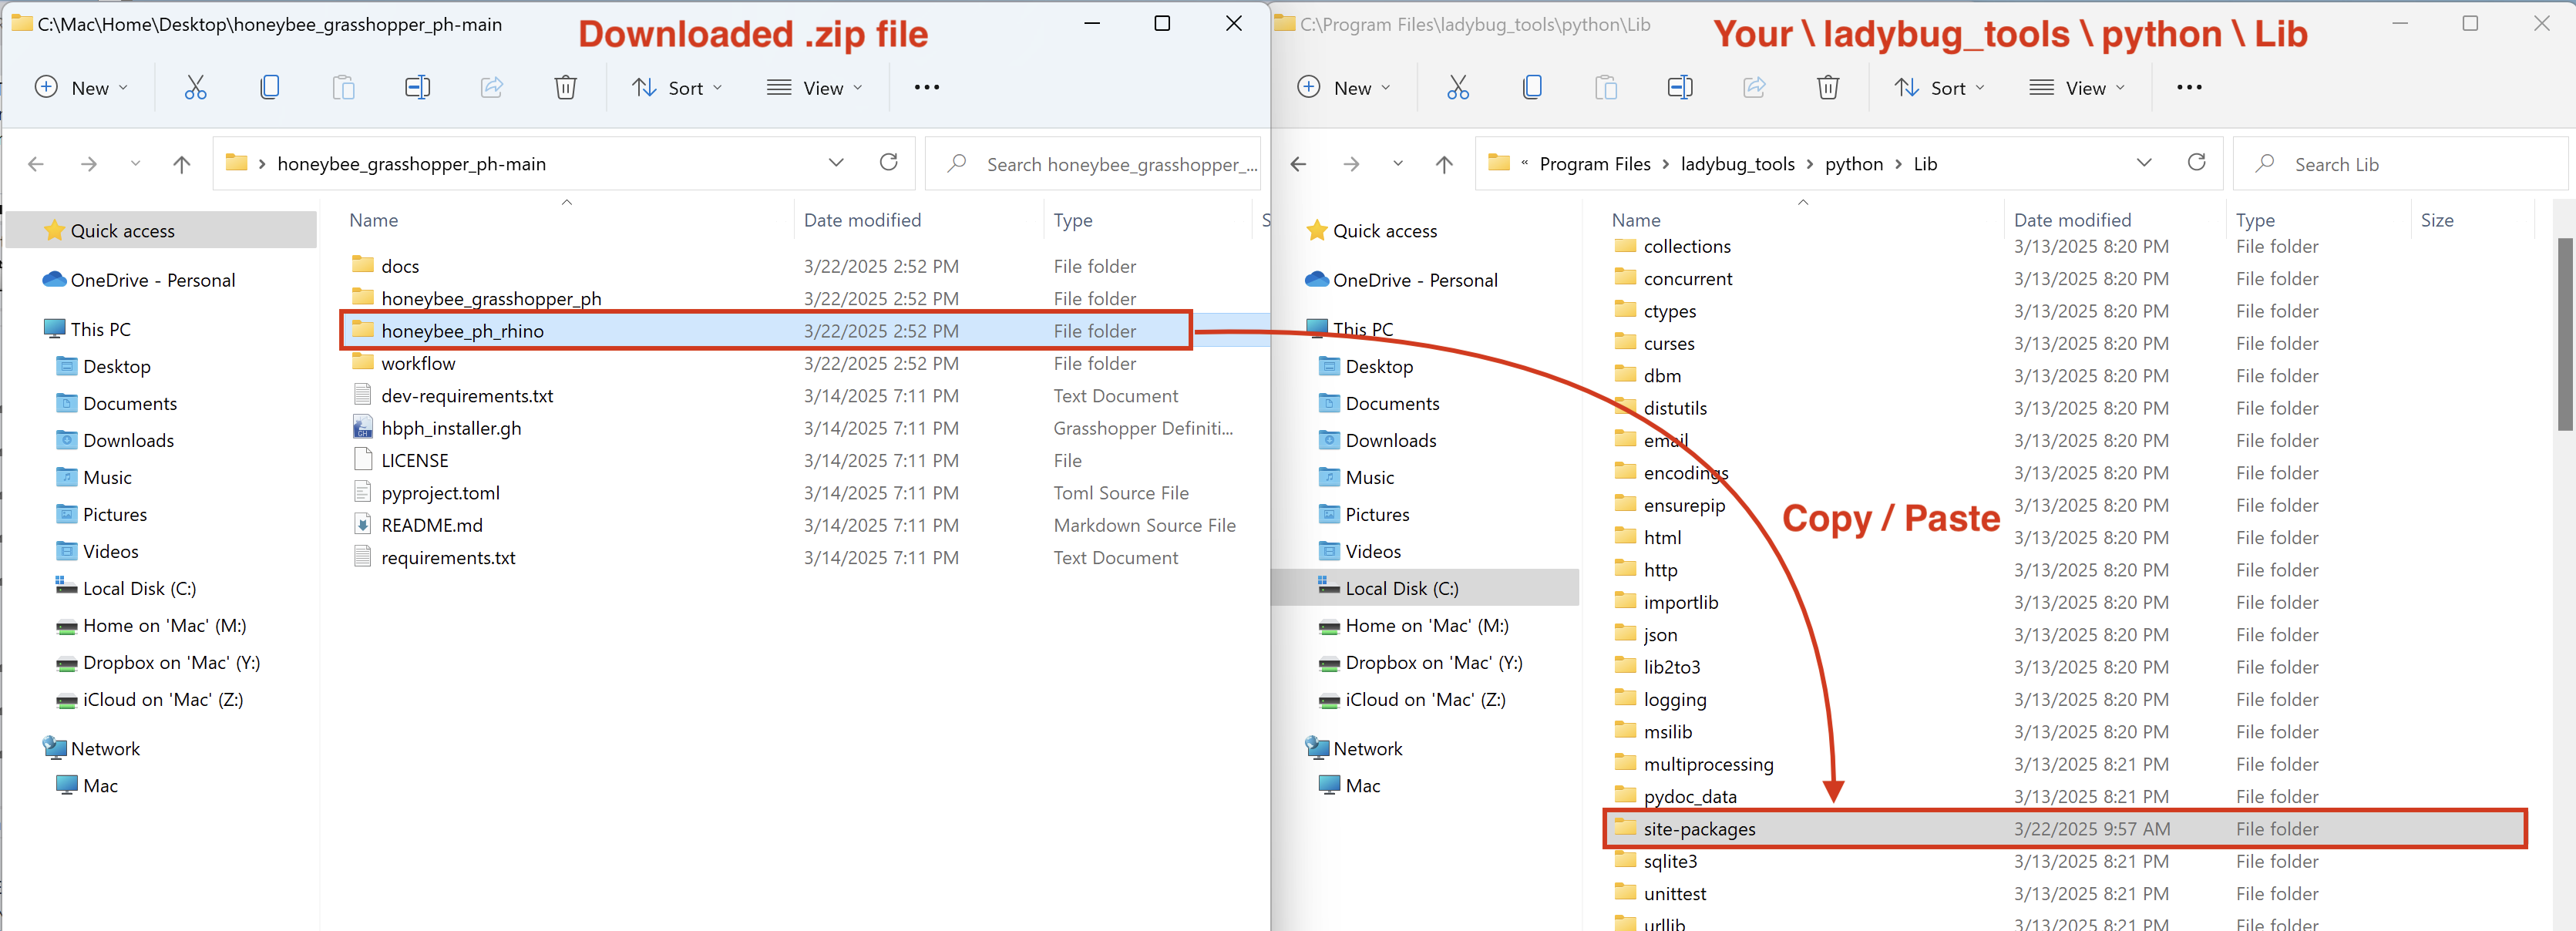 C:\Mac\Home\Desktop\honeybee_grasshopper_ph-main
Downloaded .zip file
New
Sort
View
honeybee_grasshopper_ph-main
Search honeybee_grasshopper_...
Quick access
OneDrive - Personal
This PC
Desktop
Documents
Downloads
Music
Pictures
Videos
Local Disk (C:)
Home on 'Mac' (M:)
Dropbox on 'Mac' (Y:)
iCloud on 'Mac' (Z:)
Network
Mac
Name Date modified Type S
docs 3/22/2025 2:52 PM File folder
honeybee_grasshopper_ph 3/22/2025 2:52 PM File folder
honeybee_ph_rhino 3/22/2025 2:52 PM File folder
workflow 3/22/2025 2:52 PM File folder
dev-requirements.txt 3/14/2025 7:11 PM Text Document
hbph_installer.gh 3/14/2025 7:11 PM Grasshopper Definiti...
LICENSE 3/14/2025 7:11 PM File
pyproject.toml 3/14/2025 7:11 PM Toml Source File
README.md 3/14/2025 7:11 PM Markdown Source File
requirements.txt 3/14/2025 7:11 PM Text Document
C:\Program Files\ladybug_tools\python\Lib
Your \ ladybug_tools \ python \ Lib
New
Sort
View
« Program Files > ladybug_tools > python > Lib
Search Lib
Quick access
OneDrive - Personal
This PC
Desktop
Documents
Downloads
Music
Pictures
Videos
Local Disk (C:)
Home on 'Mac' (M:)
Dropbox on 'Mac' (Y:)
iCloud on 'Mac' (Z:)
Network
Mac
Name Date modified Type Size
collections 3/13/2025 8:20 PM File folder
concurrent 3/13/2025 8:20 PM File folder
ctypes 3/13/2025 8:20 PM File folder
curses 3/13/2025 8:20 PM File folder
dbm 3/13/2025 8:20 PM File folder
distutils 3/13/2025 8:20 PM File folder
email 3/13/2025 8:20 PM File folder
encodings 3/13/2025 8:20 PM File folder
ensurepip 3/13/2025 8:20 PM File folder
Copy / Paste
html 3/13/2025 8:20 PM File folder
http 3/13/2025 8:20 PM File folder
importlib 3/13/2025 8:20 PM File folder
json 3/13/2025 8:20 PM File folder
lib2to3 3/13/2025 8:20 PM File folder
logging 3/13/2025 8:20 PM File folder
msilib 3/13/2025 8:20 PM File folder
multiprocessing 3/13/2025 8:21 PM File folder
pydoc_data 3/13/2025 8:21 PM File folder
site-packages 3/22/2025 9:57 AM File folder
sqlite3 3/13/2025 8:21 PM File folder
unittest 3/13/2025 8:21 PM File folder
urllib 3/13/2025 8:21 PM File folder